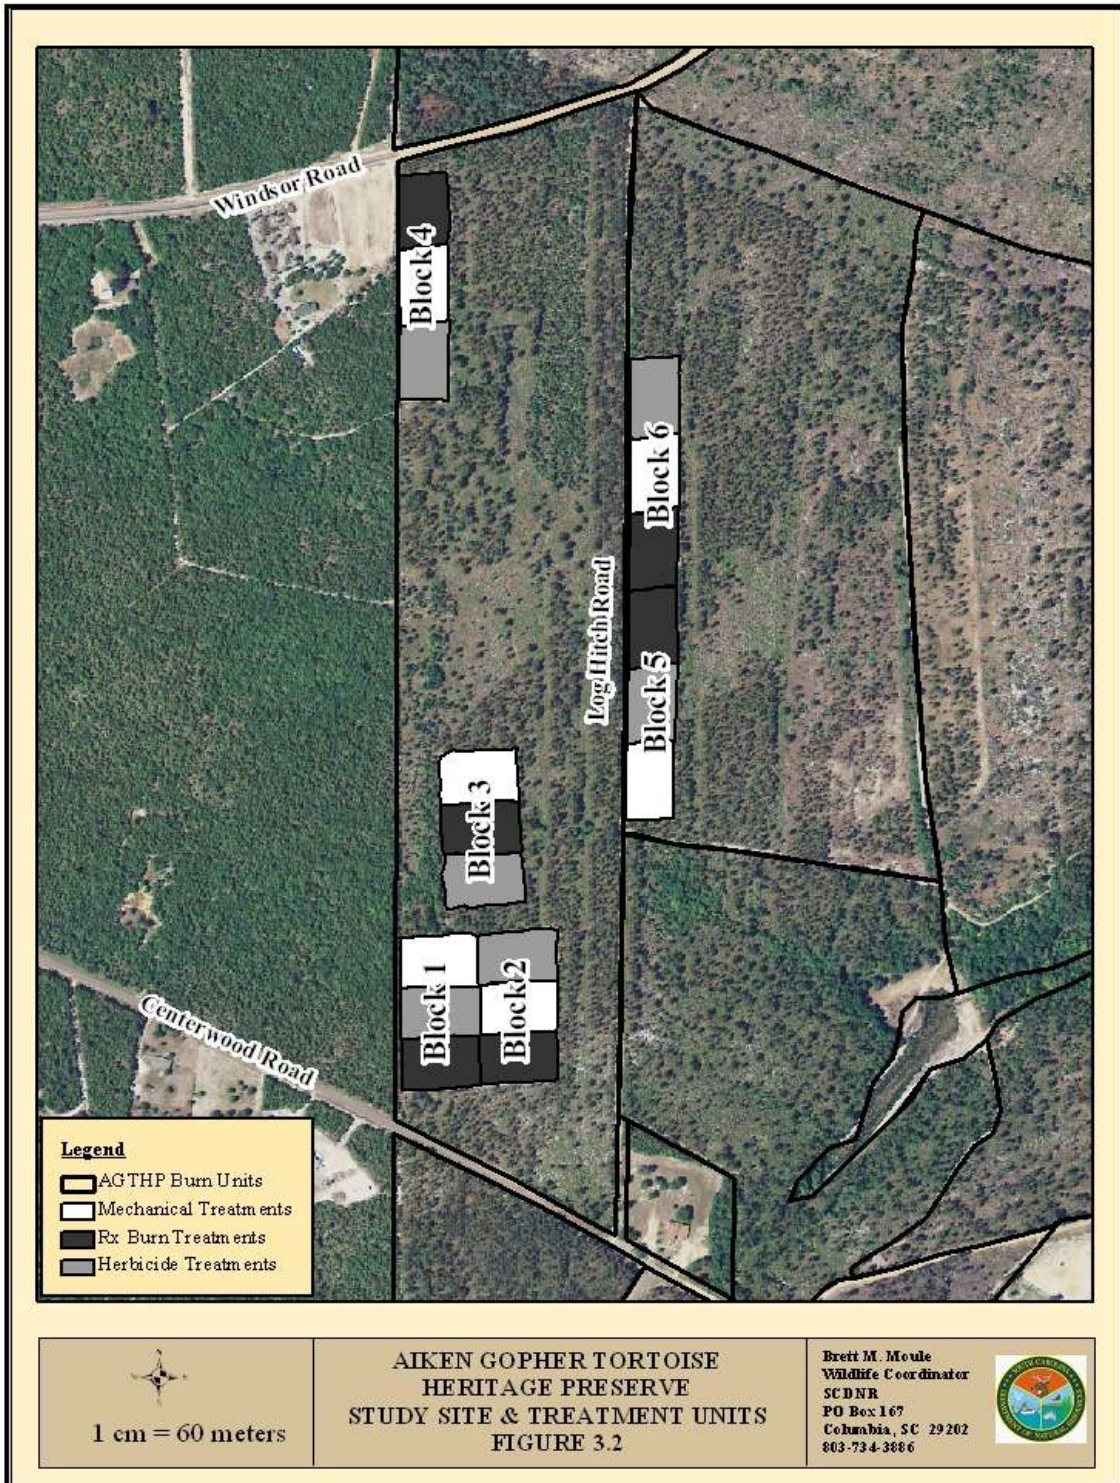 Windsor Road
Block 4
Block 6
Log Hitch Road
Block 5
Block 3
Block 1
Block 2
Centerwood Road
Legend
AGTHP Burn Units
Mechanical Treatments
Rx Burn Treatments
Herbicide Treatments
1 cm = 60 meters
AIKEN GOPHER TORTOISE
HERITAGE PRESERVE
STUDY SITE & TREATMENT UNITS
FIGURE 3.2
Brett M. Moule
Wildlife Coordinator
SCDNR
PO Box 167
Columbia, SC 29202
803-734-3886